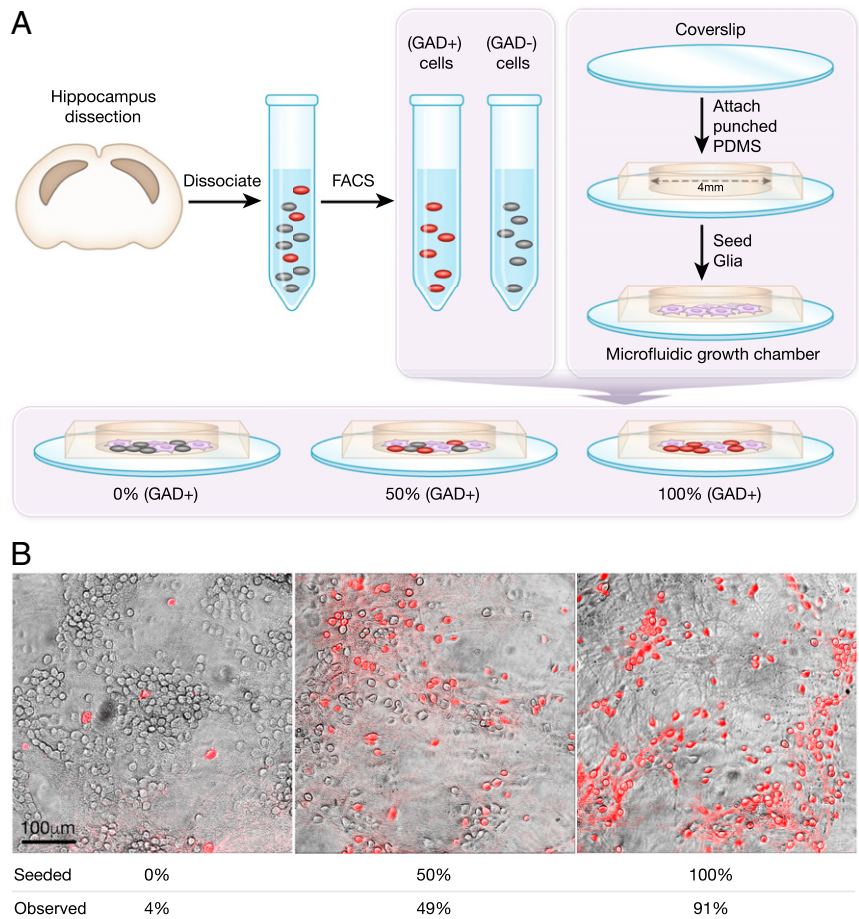 A
Hippocampus
dissection
Dissociate
FACS
(GAD+)
cells
(GAD-)
cells
Coverslip
Attach
punched
PDMS
4mm
Seed
Glia
Microfluidic growth chamber
0% (GAD+)
50% (GAD+)
100% (GAD+)
B
100μm
Seeded 0% 50% 100%
Observed 4% 49% 91%